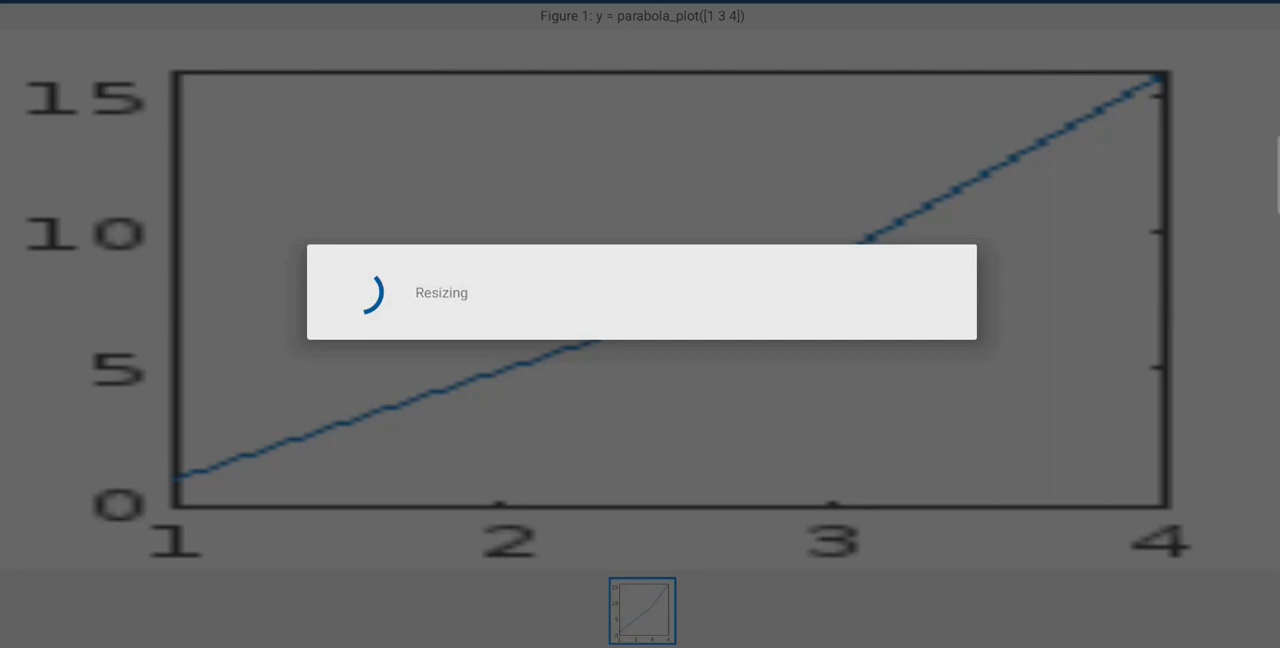 Figure 1: y = parabola_plot([1 3 4])
15
10
Resizing
5
0
1 2 3 4